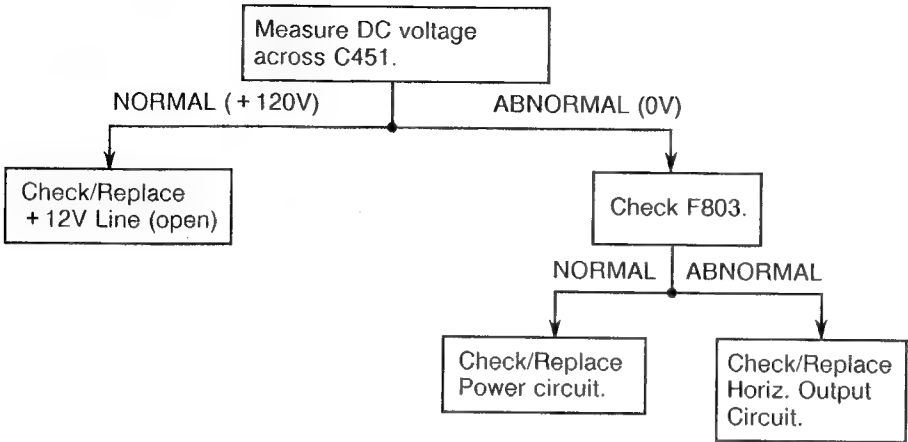 Measure DC voltage
across C451.
NORMAL ( + 120V)
ABNORMAL (0V)
Check/Replace
+ 12V Line (open)
Check F803.
NORMAL
ABNORMAL
Check/Replace
Power circuit.
Check/Replace
Horiz. Output
Circuit.